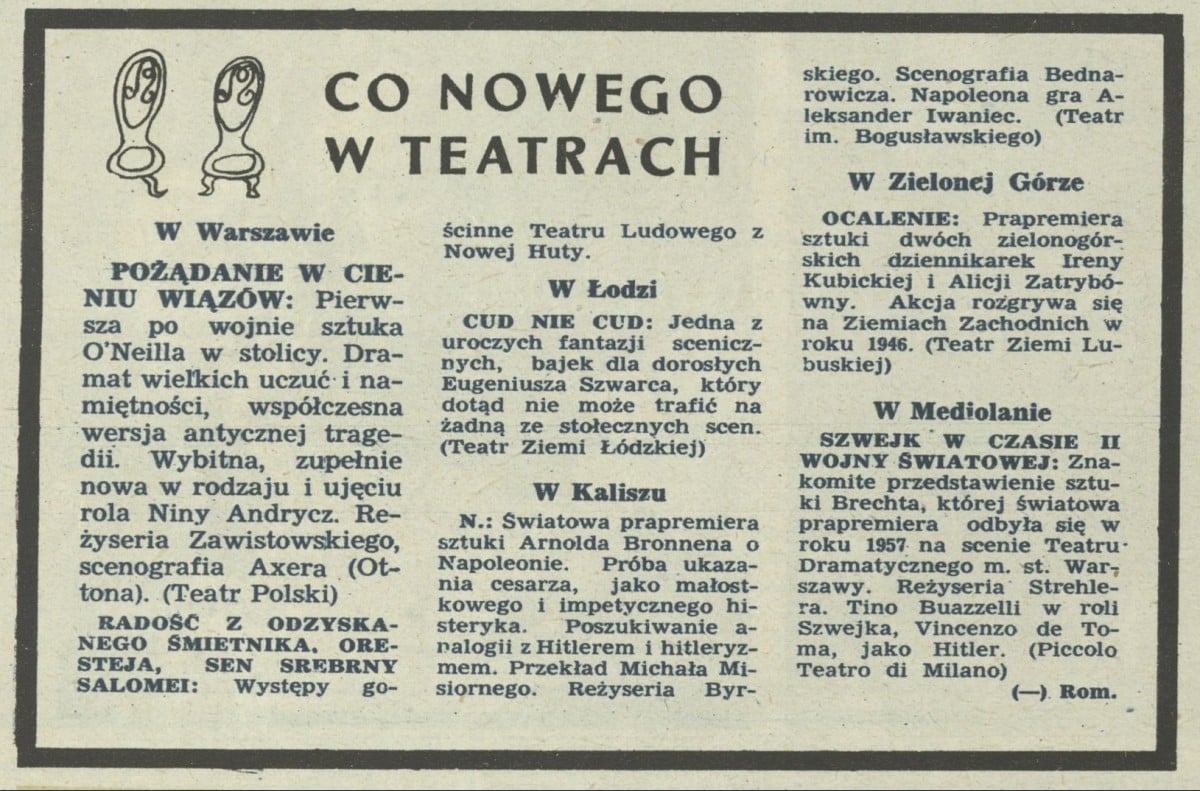 CO NOWEGO
W TEATRACH
W Warszawie
POŻĄDANIE W CIE-
NIU WIĄZÓW: Pierw-
sza po wojnie sztuka
O'Neilla w stolicy. Dra-
mat wielkich uczuć i na-
miętności, współczesna
wersja antycznej trage-
dii. Wybitna, zupełnie
nowa w rodzaju i ujęciu
rola Niny Andrycz. Re-
żyseria Zawistowskiego,
scenografia Axera (Ot-
tona). (Teatr Polski)
RADOŚĆ Z ODZYSKA-
NEGO ŚMIETNIKA. ORE-
STEJA, SEN SREBRNY
SALOMEI: Występy go-
ścinne Teatru Ludowego z
Nowej Huty.
W Łodzi
CUD NIE CUD: Jedna z
uroczych fantazji scenicz-
nych, bajek dla dorosłych
Eugeniusza Szwarca, który
dotąd nie może trafić na
żadną ze stołecznych scen.
(Teatr Ziemi Łódzkiej)
W Kaliszu
N.: Światowa prapremiera
sztuki Arnolda Bronnena o
Napoleonie. Próba ukaza-
nia cesarza, jako małost-
kowego i impetycznego hi-
steryka. Poszukiwanie a-
nalogii z Hitlerem i hitleryz-
mem. Przekład Michała Mi-
siornego. Reżyseria Byr-
skiego. Scenografia Bedna-
rowicza. Napoleona gra A-
leksander Iwaniec. (Teatr
im. Bogusławskiego)
W Zielonej Górze
OCALENIE: Prapremiera
sztuki dwóch zielonogór-
skich dziennikarek Ireny
Kubickiej i Alicji Zatrybó-
wny. Akcja rozgrywa się
na Ziemiach Zachodnich w
roku 1946. (Teatr Ziemi Lu-
buskiej)
W Mediolanie
SZWEJK W CZASIE II
WOJNY ŚWIATOWEJ: Zna-
komite przedstawienie sztu-
ki Brechta, której światowa
prapremiera odbyła się w
roku 1957 na scenie Teatru
Dramatycznego m. st. War-
szawy. Reżyseria Strehle-
ra. Tino Buazzelli w roli
Szwejka, Vincenzo de To-
ma, jako Hitler. (Piccolo
Teatro di Milano)
(—) Rom.